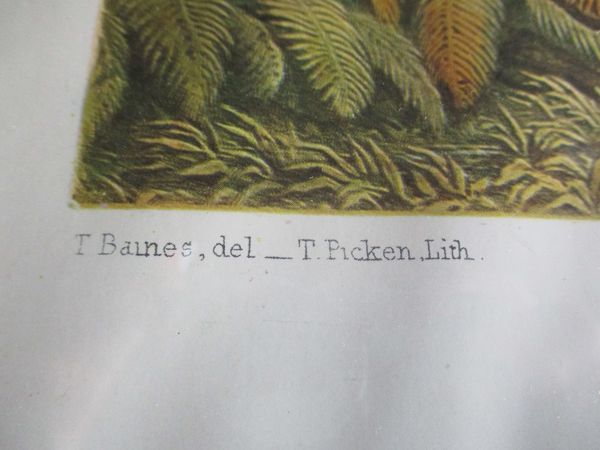 T Baines, del _ T. Picken, Lith.